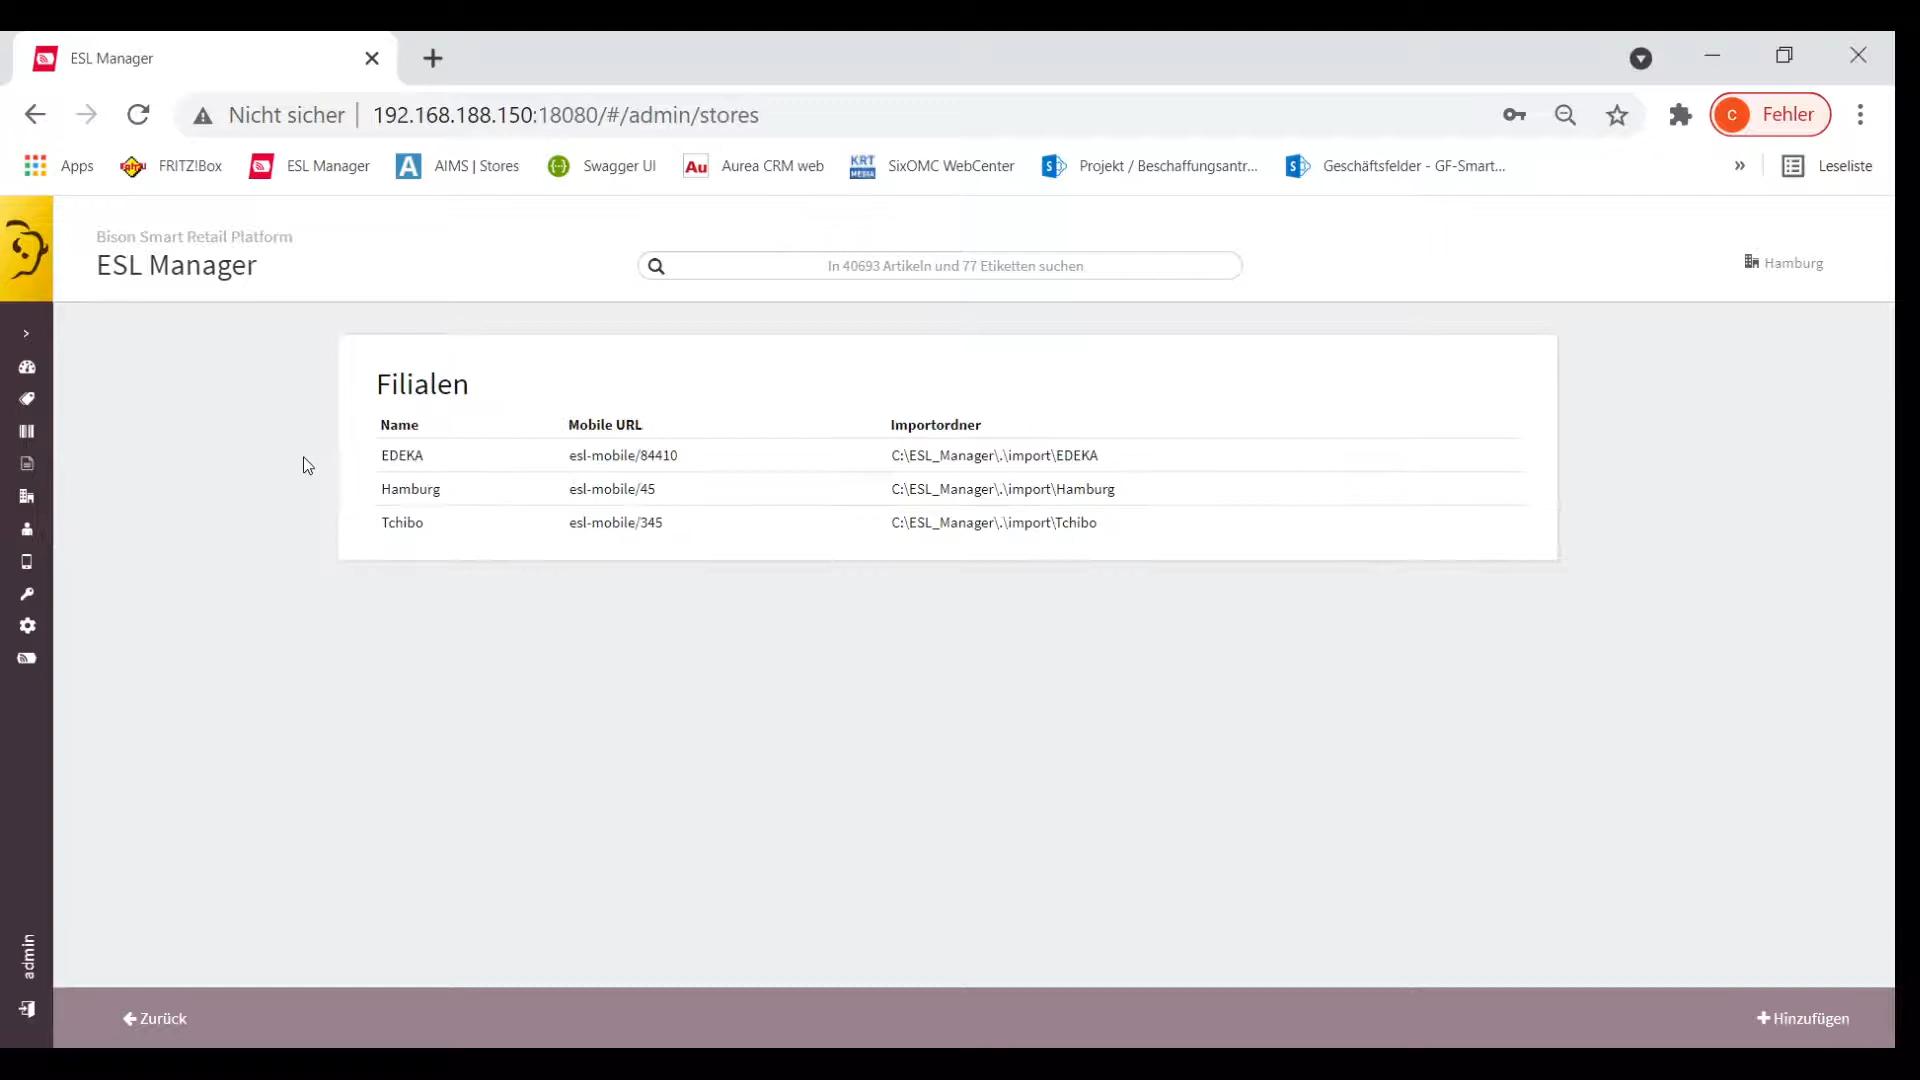 ESL Manager
Nicht sicher 192.168.188.150:18080/#/admin/stores
C Fehler
Apps FRITZ!Box ESL Manager A AIMS | Stores Swagger UI Au Aurea CRM web KRT MEDIA SixOMC WebCenter Projekt / Beschaffungsantr... Geschäftsfelder - GF-Smart... » Leseliste
Bison Smart Retail Platform
ESL Manager
In 40693 Artikeln und 77 Etiketten suchen
Hamburg
Filialen
Name Mobile URL Importordner
EDEKA esl-mobile/84410 C:\ESL_Manager\.\import\EDEKA
Hamburg esl-mobile/45 C:\ESL_Manager\.\import\Hamburg
Tchibo esl-mobile/345 C:\ESL_Manager\.\import\Tchibo
admin
Zurück
Hinzufügen